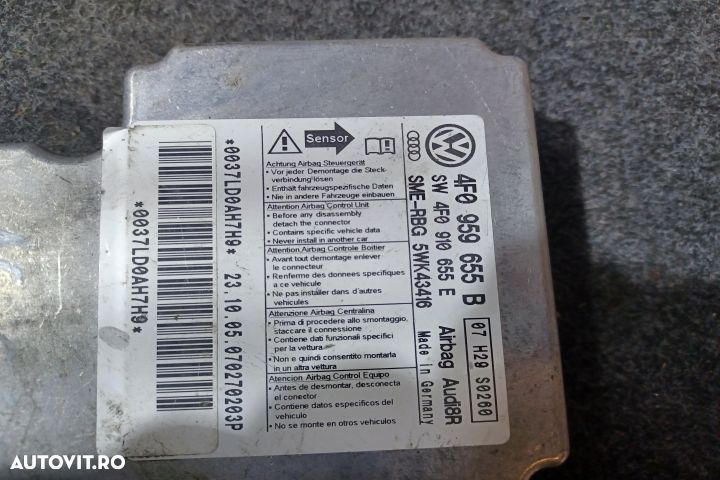 4F0 959 655 B
SW 4F0 910 655 E
SME-RBG 5WK43416
Airbag Audi8R
Made in Germany
07 H29 S0280
Sensor
Achtung Airbag Steuergerät
• Vor jeder Demontage die Steck-
verbindung lösen
• Enthält fahrzeugspezifische Daten
• Nie in andere Fahrzeuge einbauen
Attention Airbag Control Unit
• Before any disassembly
detach the connector
• Contains specific vehicle data
• Never install in another car
Attention Airbag Controle Boitier
• Avant tout demontage enlever
le connecteur
• Renferme des donnees specifiques
a ce vehicule
• Ne pas installer dans d'autres
vehicules
Attenzione Airbag Centralina
• Prima di procedere allo smontaggio,
staccare il connessione
• Contiene dati funzionali specifici
per la vettura
• Non e quindi consentito montarla
in un altra vettura
Atencion Airbag Control Equipo
• Antes de desmontar, desconecta
el conector
• Contiene datos especificos del
vehiculo
• No se monte en otros vehiculos
*0037LD0AH7H9* 23.10.05.070270203P
*0037LD0AH7H9*
AUTOVIT.RO
AUTOVIT.RO